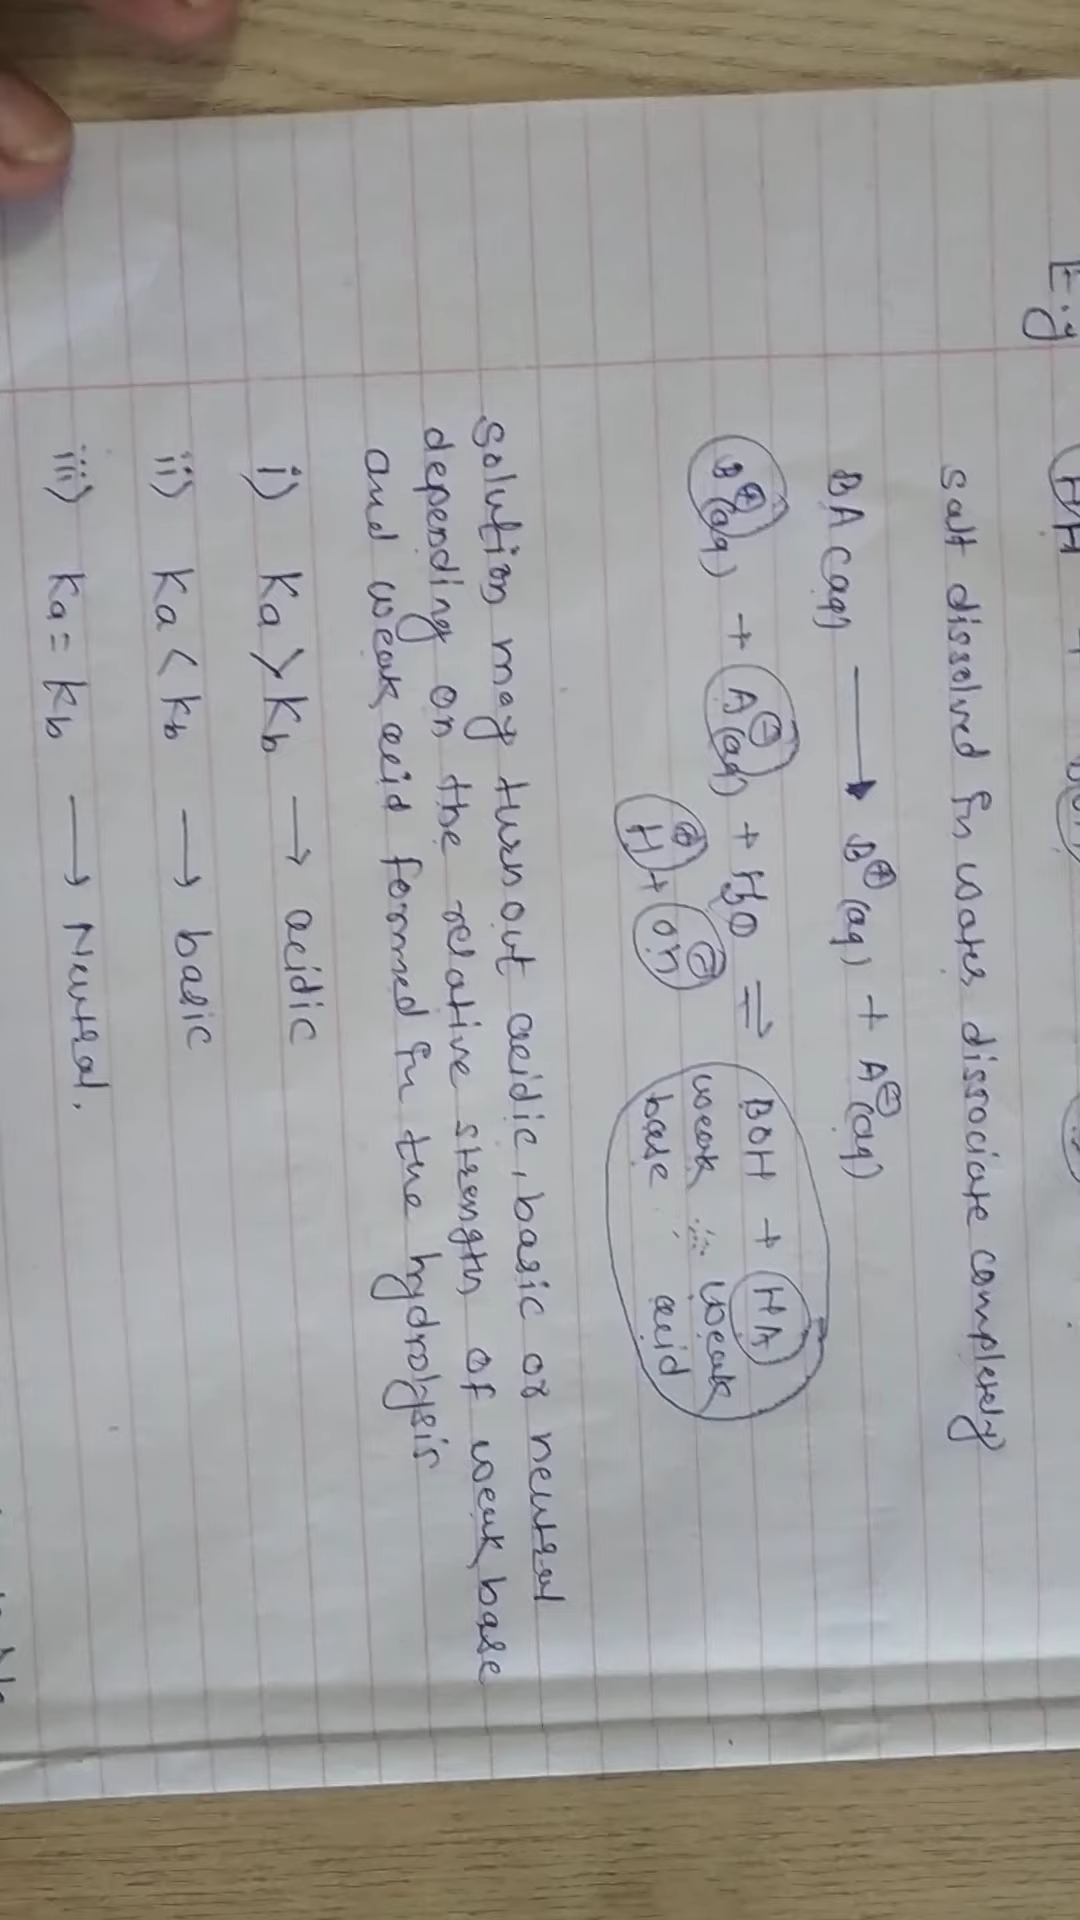 E.g
salt dissolved in water dissociate completely
BA (aq) ⟶ B⊕(aq) + A⊖(aq)
B⊕(aq) + A⊖(aq) + H2O ⇌ BOH + HA
H⊕ + OH⊖ weak weak
base acid
Solution may turnout acidic, basic or neutral
depending on the relative strength of weak base
and weak acid formed in the hydrolysis
i) Ka > Kb → acidic
ii) Ka < Kb → basic
iii) Ka = Kb → Neutral.